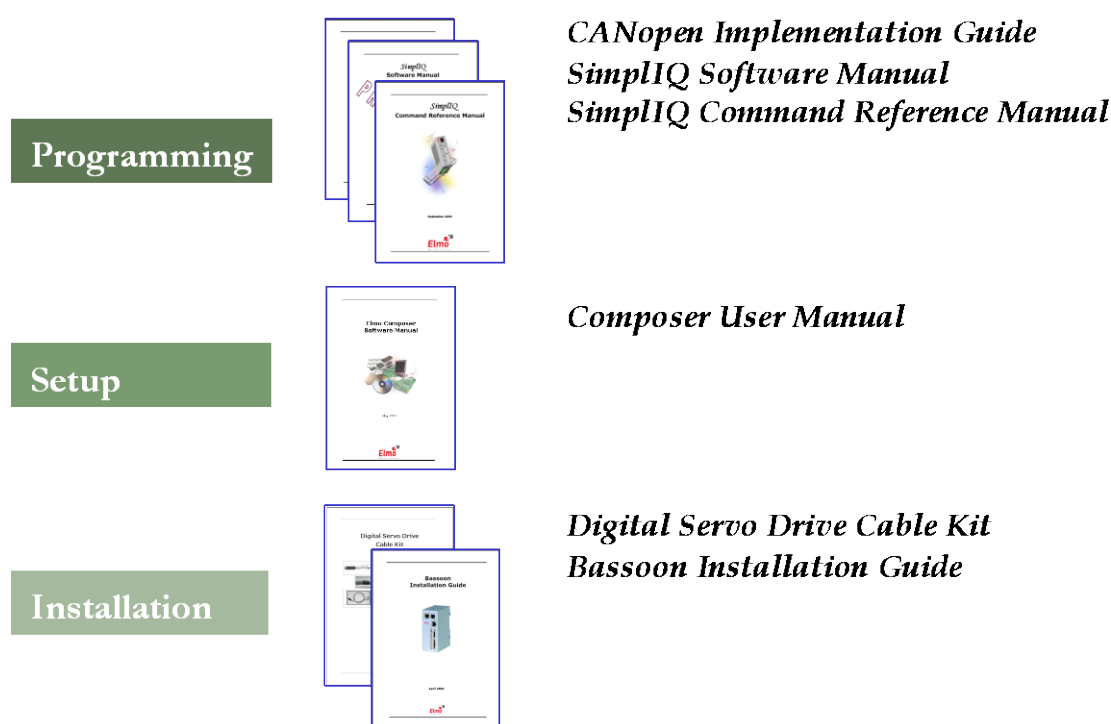 Programming
SimplIQ
Software Manual
SimplIQ
Command Reference Manual
Elmo
CANopen Implementation Guide
SimplIQ Software Manual
SimplIQ Command Reference Manual
Setup
Elmo Composer
Software Manual
Elmo
Composer User Manual
Installation
Digital Servo Drive
Cable Kit
Bassoon
Installation Guide
Elmo
Digital Servo Drive Cable Kit
Bassoon Installation Guide